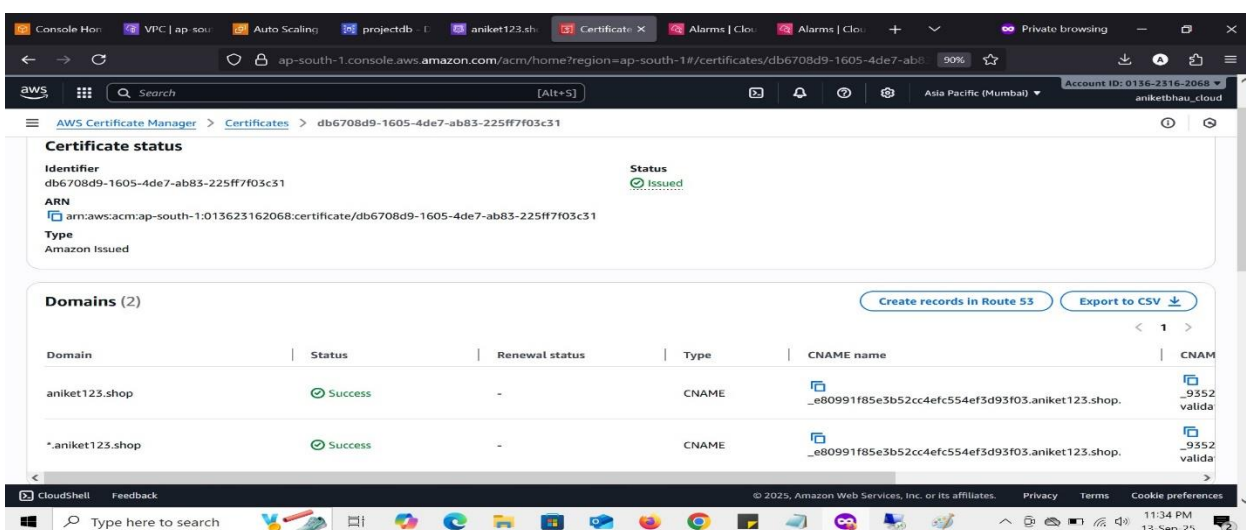 Console Hon VPC | ap-sou Auto Scaling projectdb - D aniket123.sh Certificate Alarms | Clou Alarms | Clou Private browsing
ap-south-1.console.aws.amazon.com/acm/home?region=ap-south-1#/certificates/db6708d9-1605-4de7-ab8 90%
aws Search [Alt+S] Asia Pacific (Mumbai) Account ID: 0136-2316-2068
aniketbhau_cloud
AWS Certificate Manager > Certificates > db6708d9-1605-4de7-ab83-225ff7f03c31
Certificate status
Identifier Status
db6708d9-1605-4de7-ab83-225ff7f03c31 Issued
ARN
arn:aws:acm:ap-south-1:013623162068:certificate/db6708d9-1605-4de7-ab83-225ff7f03c31
Type
Amazon Issued
Domains (2) Create records in Route 53 Export to CSV
< 1 >
Domain Status Renewal status Type CNAME name CNAM
aniket123.shop Success - CNAME _e80991f85e3b52cc4efc554ef3d93f03.aniket123.shop. _9352
valida
*.aniket123.shop Success - CNAME _e80991f85e3b52cc4efc554ef3d93f03.aniket123.shop. _9352
valida
CloudShell Feedback © 2025, Amazon Web Services, Inc. or its affiliates. Privacy Terms Cookie preferences
Type here to search 11:34 PM
13-Sep-25 2